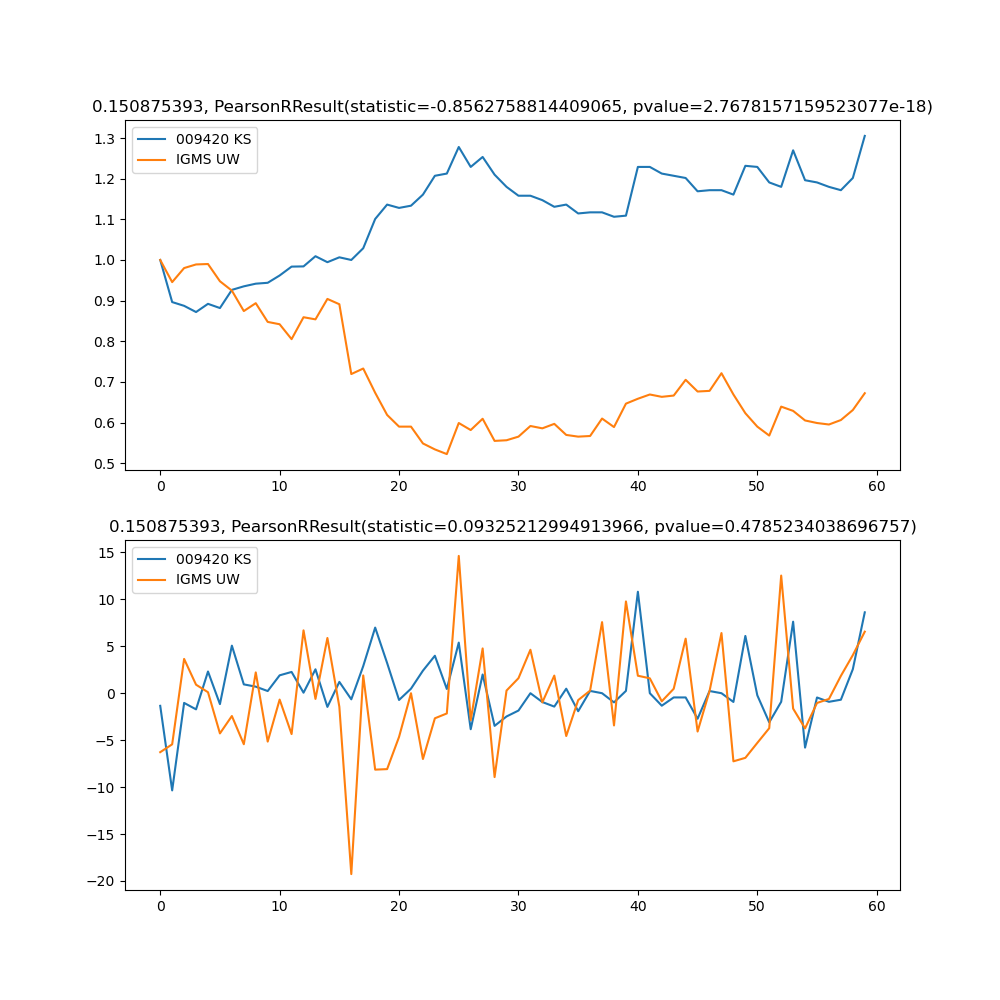 0.150875393, PearsonRResult(statistic=-0.8562758814409065, pvalue=2.7678157159523077e-18)
009420 KS
IGMS UW
1.3
1.2
1.1
1.0
0.9
0.8
0.7
0.6
0.5
0 10 20 30 40 50 60
0.150875393, PearsonRResult(statistic=0.09325212994913966, pvalue=0.4785234038696757)
009420 KS
IGMS UW
15
10
5
0
−5
−10
−15
−20
0 10 20 30 40 50 60